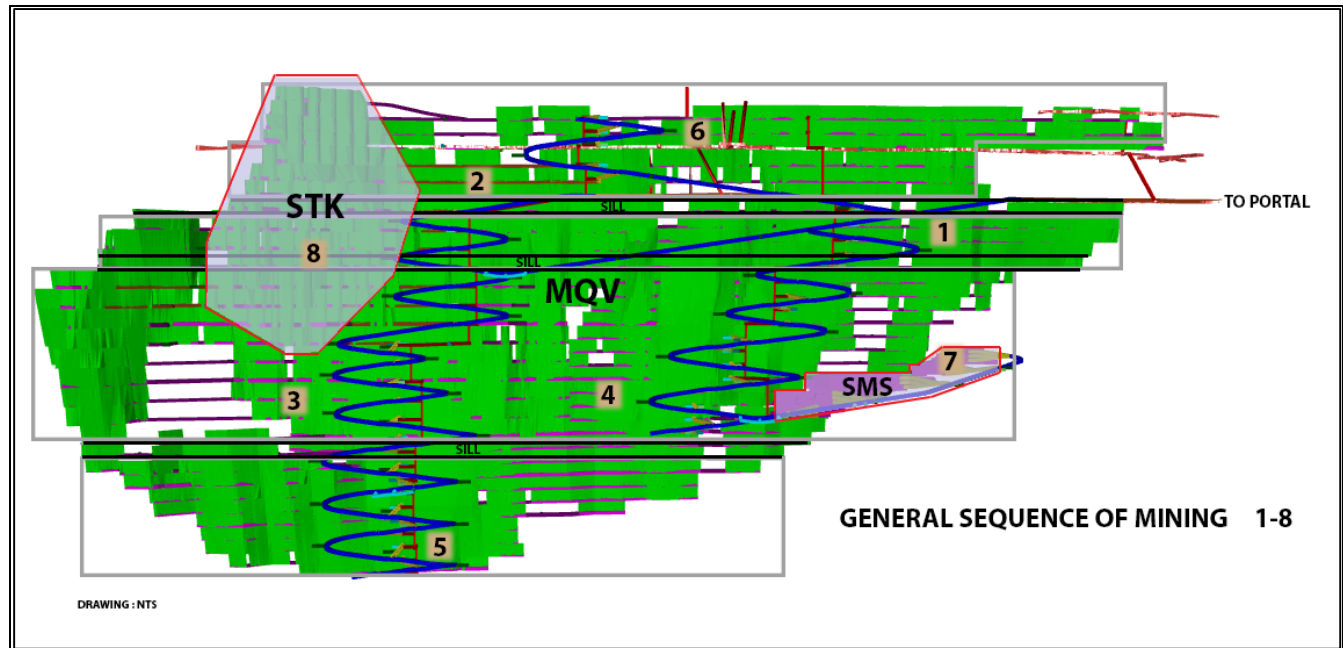 6
2
STK
SILL
TO PORTAL
1
8
SILL
MQV
7
SMS
3
4
SILL
GENERAL SEQUENCE OF MINING 1-8
5
DRAWING : NTS